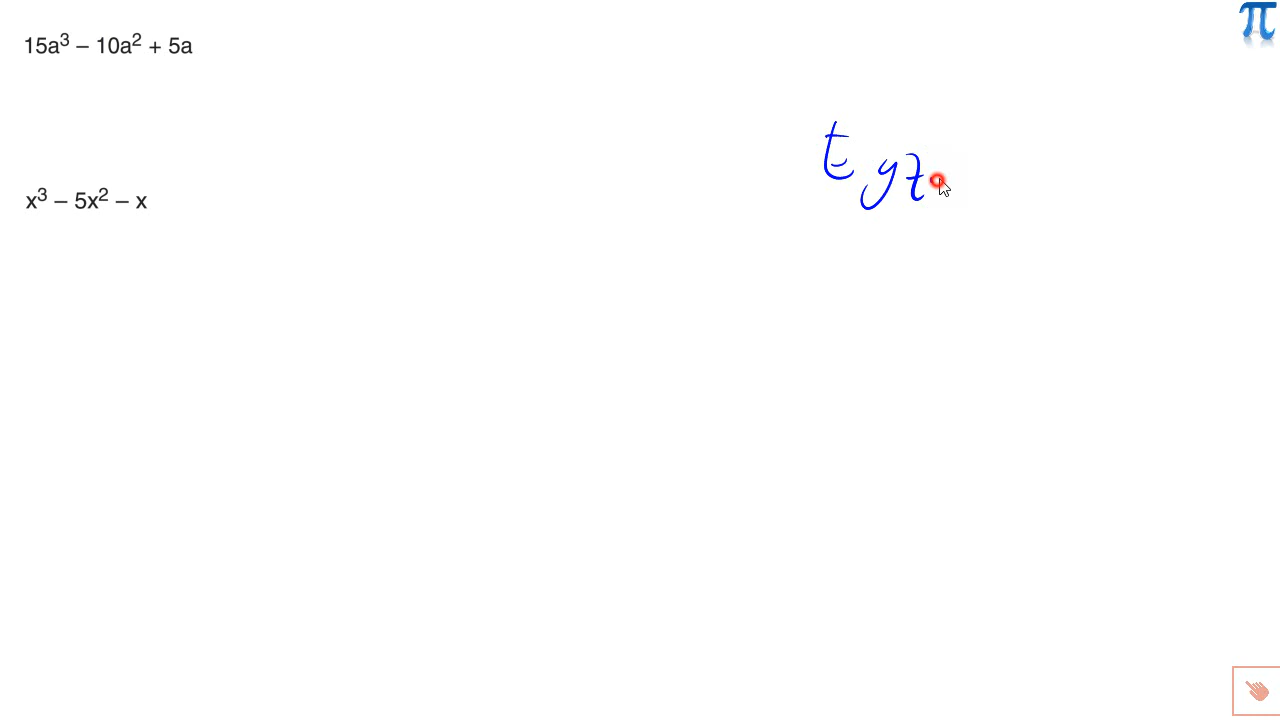 15a³ – 10a² + 5a
x³ – 5x² – x